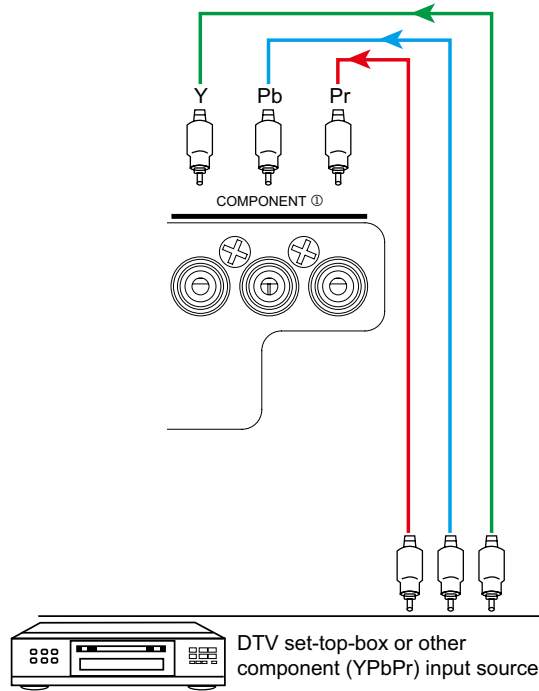 Y Pb Pr
COMPONENT ①
DTV set-top-box or other
component (YPbPr) input source